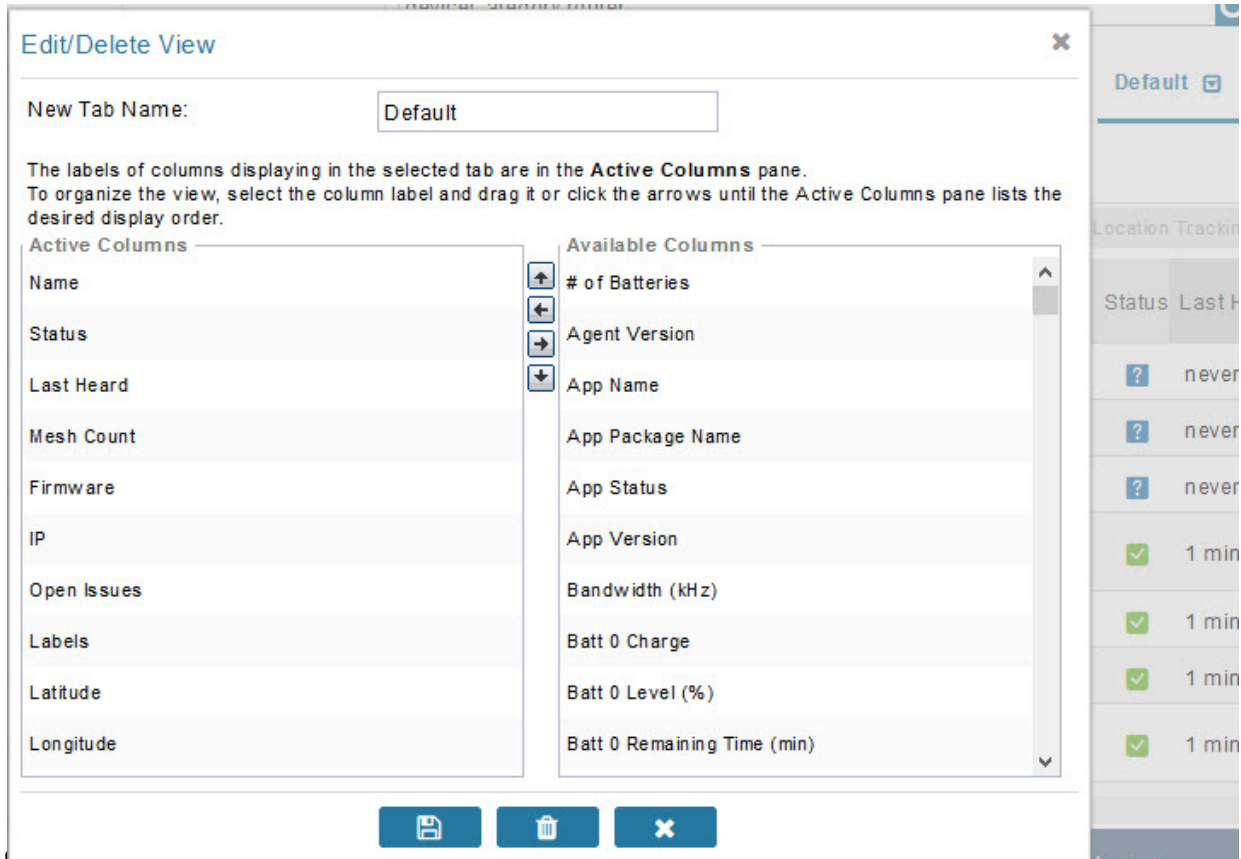 Edit/Delete View
New Tab Name:
Default
The labels of columns displaying in the selected tab are in the Active Columns pane.
To organize the view, select the column label and drag it or click the arrows until the Active Columns pane lists the
desired display order.
Active Columns
Name
Status
Last Heard
Mesh Count
Firmware
IP
Open Issues
Labels
Latitude
Longitude
Available Columns
# of Batteries
Agent Version
App Name
App Package Name
App Status
App Version
Bandwidth (kHz)
Batt 0 Charge
Batt 0 Level (%)
Batt 0 Remaining Time (min)
Default
Location Trackin
Status Last H
? never
? never
? never
1 min
1 min
1 min
1 min